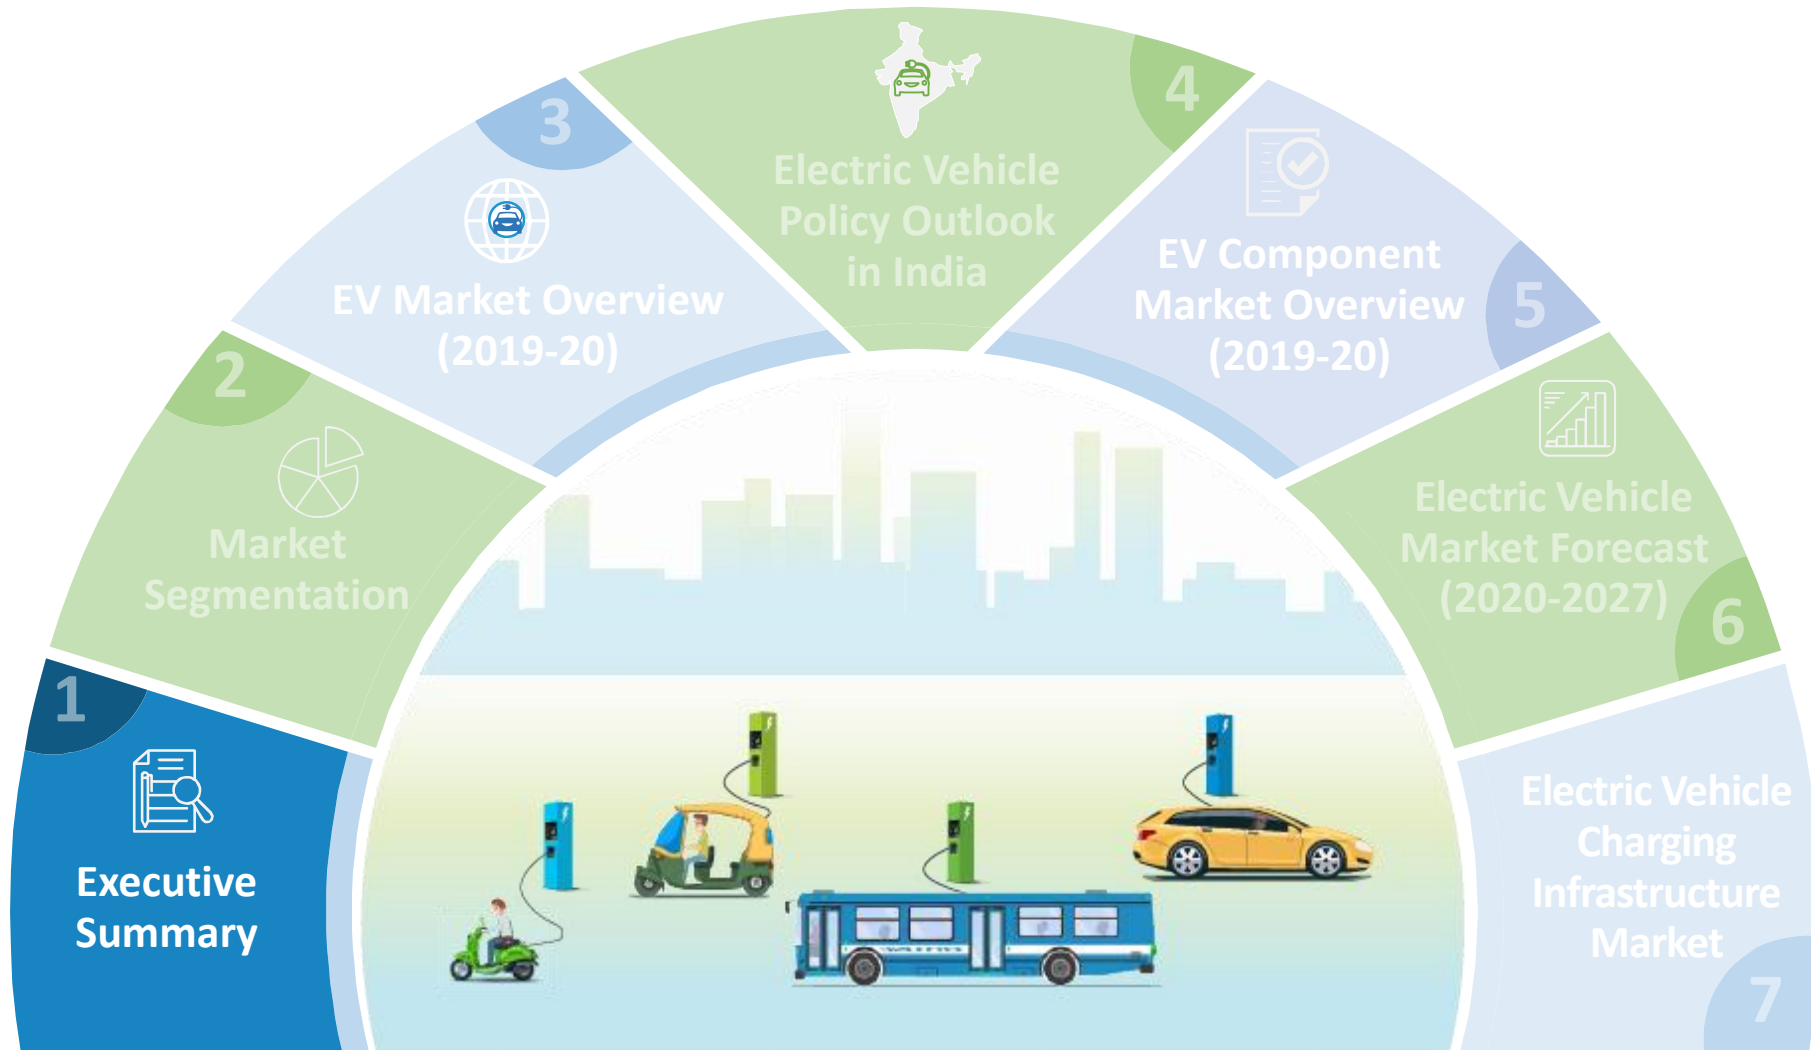 1
Executive
Summary
2
Market
Segmentation
3
EV Market Overview
(2019-20)
4
Electric Vehicle
Policy Outlook
in India
5
EV Component
Market Overview
(2019-20)
6
Electric Vehicle
Market Forecast
(2020-2027)
7
Electric Vehicle
Charging
Infrastructure
Market